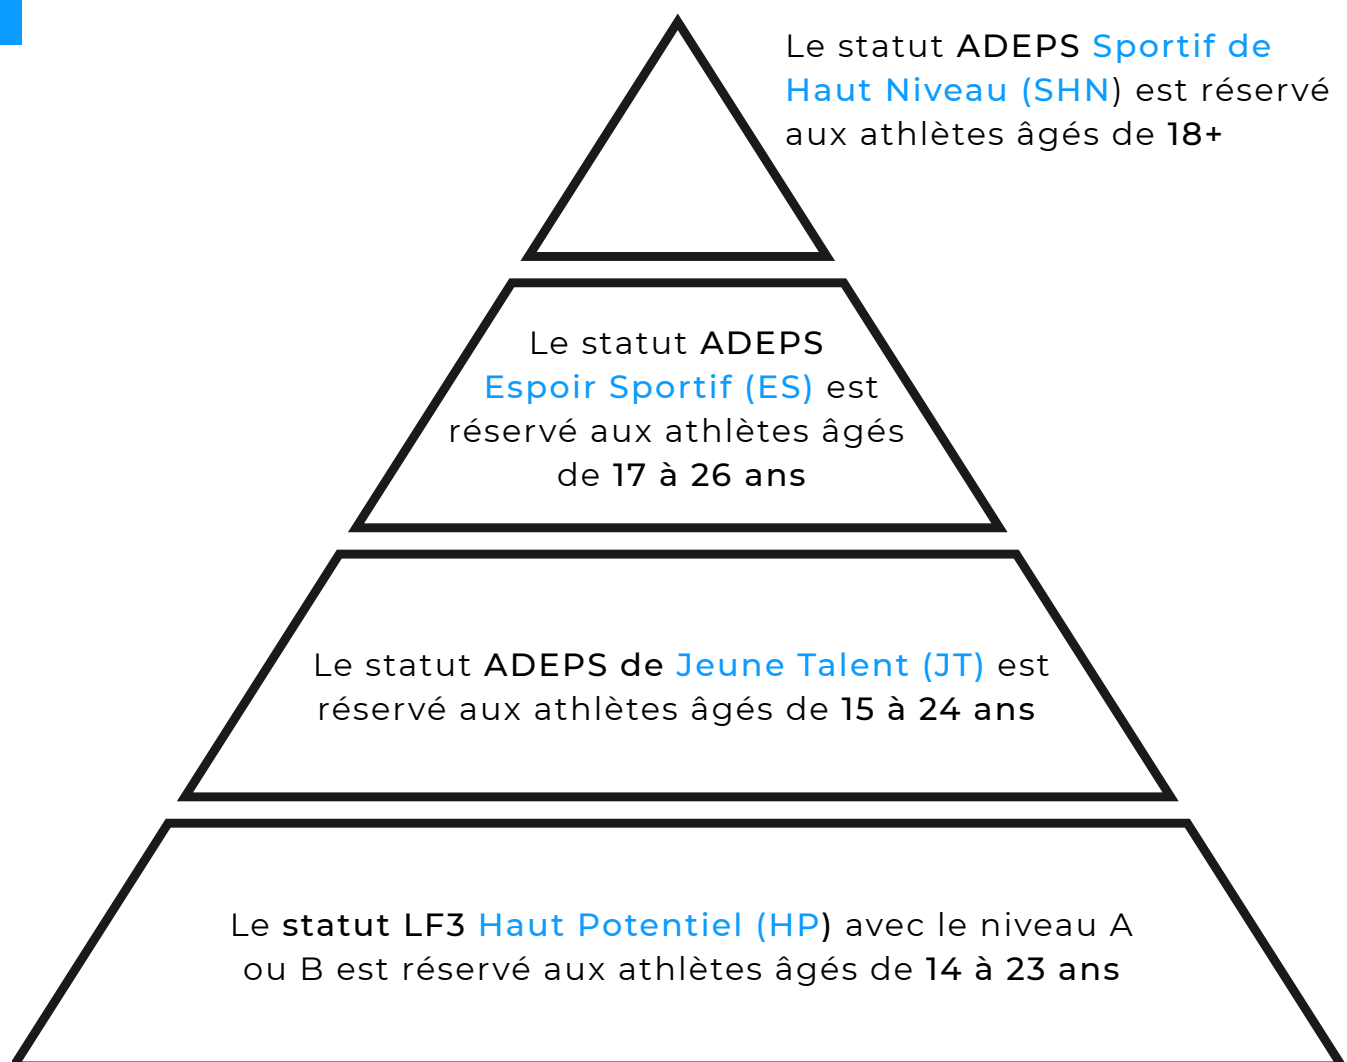 Le statut ADEPS Sportif de
Haut Niveau (SHN) est réservé
aux athlètes âgés de 18+
Le statut ADEPS
Espoir Sportif (ES) est
réservé aux athlètes âgés
de 17 à 26 ans
Le statut ADEPS de Jeune Talent (JT) est
réservé aux athlètes âgés de 15 à 24 ans
Le statut LF3 Haut Potentiel (HP) avec le niveau A
ou B est réservé aux athlètes âgés de 14 à 23 ans